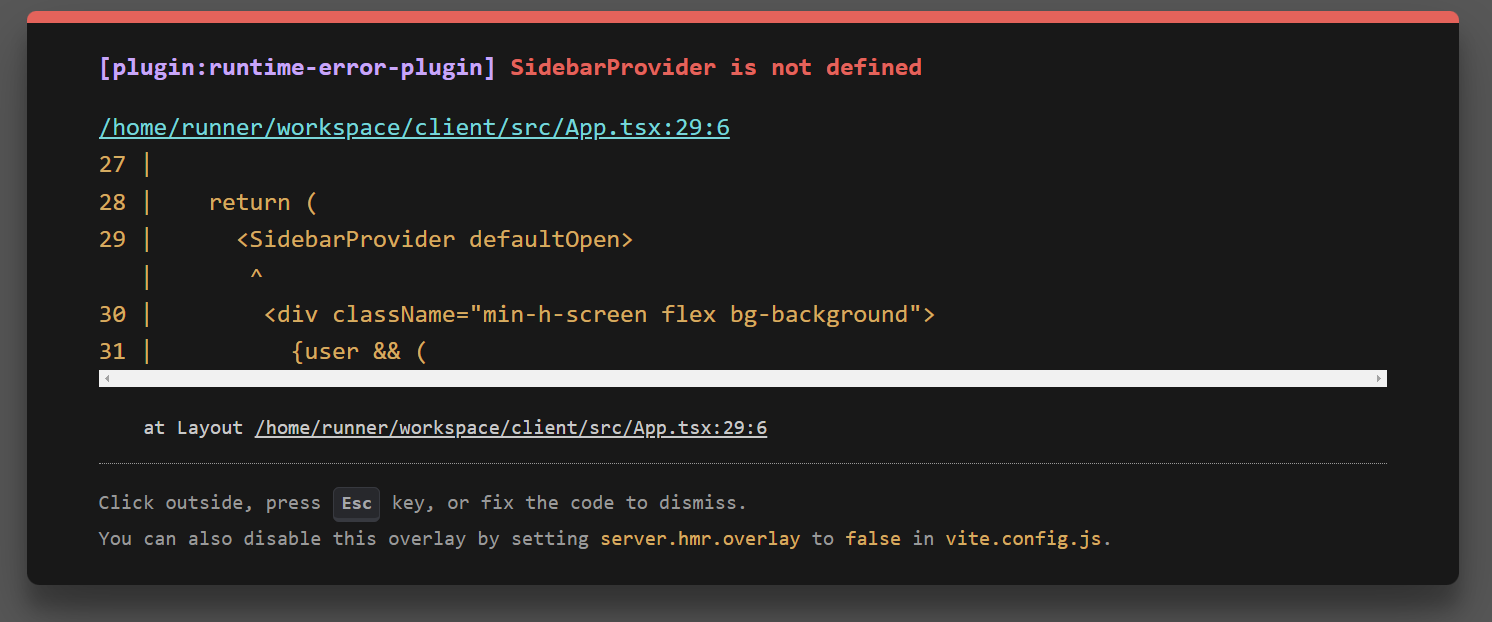 [plugin:runtime-error-plugin] SidebarProvider is not defined
/home/runner/workspace/client/src/App.tsx:29:6
27 |
28 |    return (
29 |      <SidebarProvider defaultOpen>
   |       ^
30 |        <div className="min-h-screen flex bg-background">
31 |          {user && (
    at Layout /home/runner/workspace/client/src/App.tsx:29:6
Click outside, press Esc key, or fix the code to dismiss.
You can also disable this overlay by setting server.hmr.overlay to false in vite.config.js.